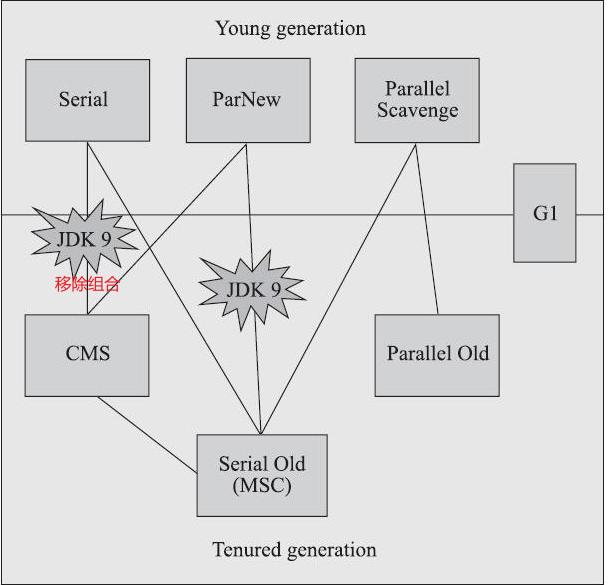 Young generation
Serial
ParNew
Parallel
Scavenge
G1
JDK 9
移除组合
JDK 9
CMS
Parallel Old
Serial Old
(MSC)
Tenured generation